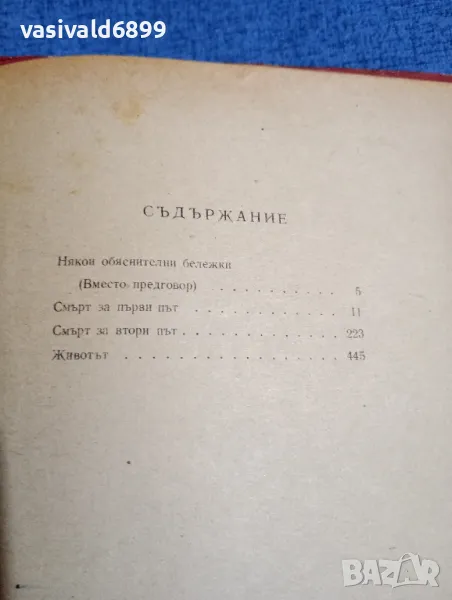 vasivald6899
СЪДЪРЖАНИЕ
Някои обяснителни бележки
(Вместо предговор) . . . . . . . . . . . 5
Смърт за първи път . . . . . . . . . . . 11
Смърт за втори път . . . . . . . . . . . 223
Животът . . . . . . . . . . . . . . . 445
BAZAR